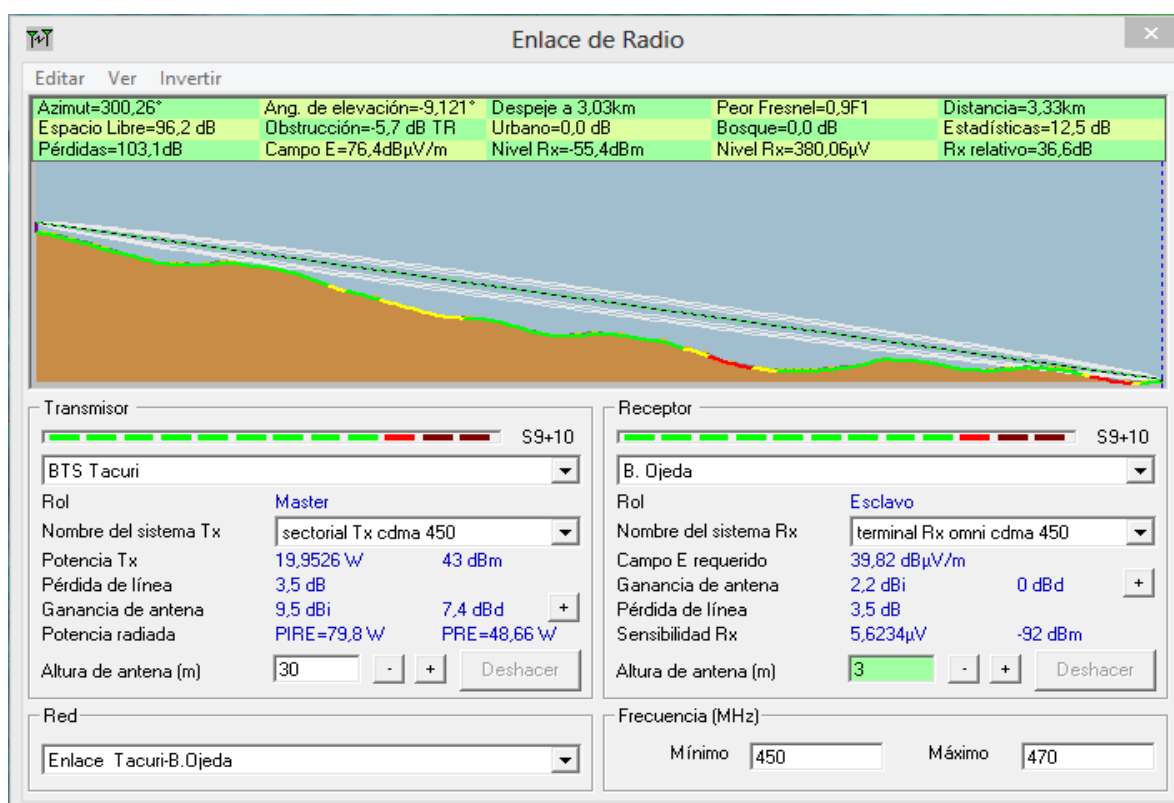 Enlace de Radio
Editar Ver Invertir
Azimut=300,26° Ang. de elevación=-9,121° Despeje a 3,03km Peor Fresnel=0,9F1 Distancia=3,33km
Espacio Libre=96,2 dB Obstrucción=-5,7 dB TR Urbano=0,0 dB Bosque=0,0 dB Estadísticas=12,5 dB
Pérdidas=103,1dB Campo E=76,4dBµV/m Nivel Rx=-55,4dBm Nivel Rx=380,06µV Rx relativo=36,6dB
Transmisor
S9+10
BTS Tacuri
Rol Master
Nombre del sistema Tx sectorial Tx cdma 450
Potencia Tx 19,9526 W 43 dBm
Pérdida de línea 3,5 dB
Ganancia de antena 9,5 dBi 7,4 dBd +
Potencia radiada PIRE=79,8 W PRE=48,66 W
Altura de antena (m) 30 - + Deshacer
Receptor
S9+10
B. Ojeda
Rol Esclavo
Nombre del sistema Rx terminal Rx omni cdma 450
Campo E requerido 39,82 dBµV/m
Ganancia de antena 2,2 dBi 0 dBd +
Pérdida de línea 3,5 dB
Sensibilidad Rx 5,6234µV -92 dBm
Altura de antena (m) 3 - + Deshacer
Red
Enlace Tacuri-B.Ojeda
Frecuencia (MHz)
Mínimo 450 Máximo 470